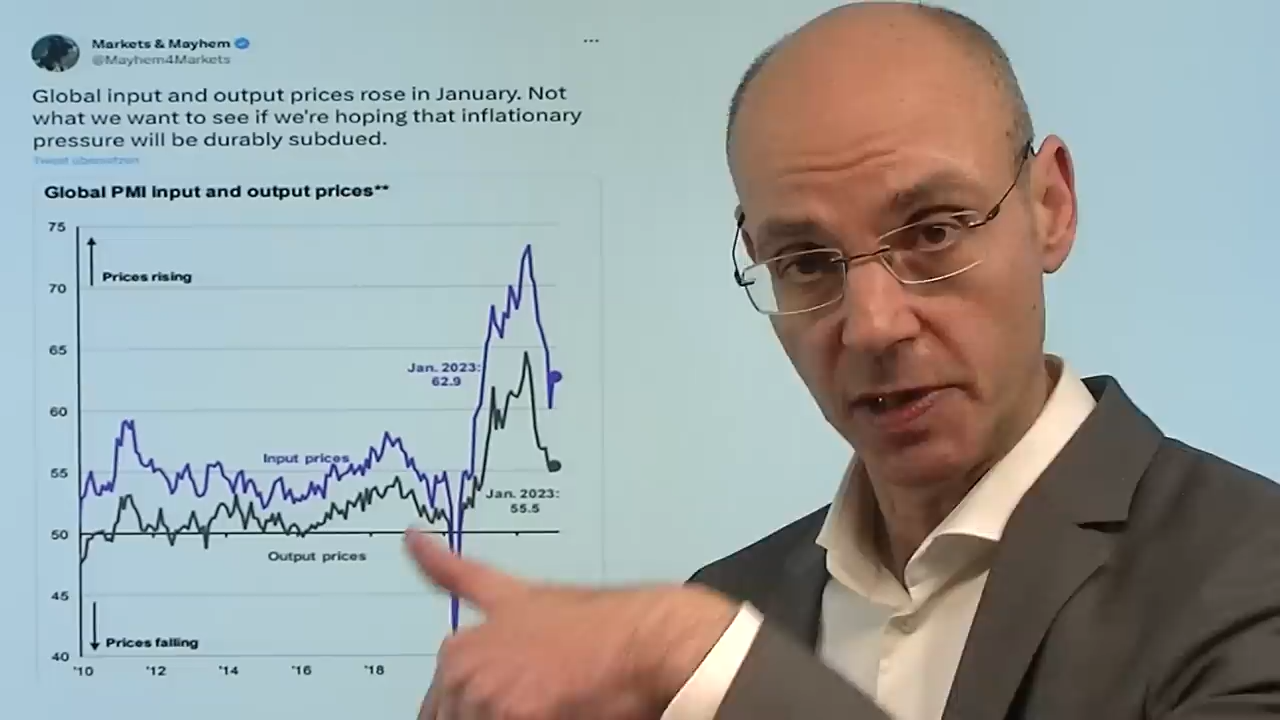 Markets & Mayhem
@Mayhem4Markets
Global input and output prices rose in January. Not
what we want to see if we're hoping that inflationary
pressure will be durably subdued.
Tweet übersetzen
Global PMI input and output prices**
75
Prices rising
70
65
Jan. 2023:
62.9
60
Input prices
55
Jan. 2023:
55.5
50
Output prices
45
Prices falling
40
'10 '12 '14 '16 '18